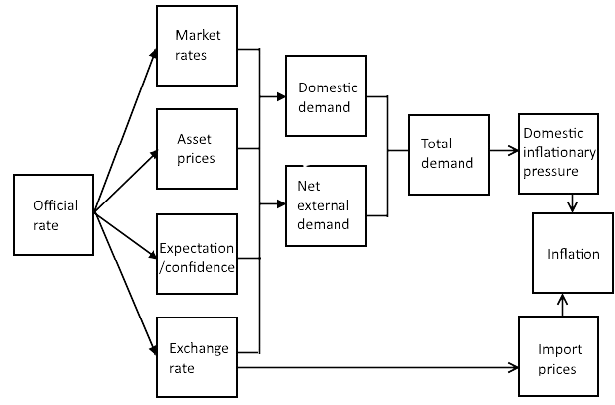 Market
rates
Asset
prices
Official
rate
Expectation
/confidence
Exchange
rate
Domestic
demand
Net
external
demand
Total
demand
Domestic
inflationary
pressure
Inflation
Import
prices